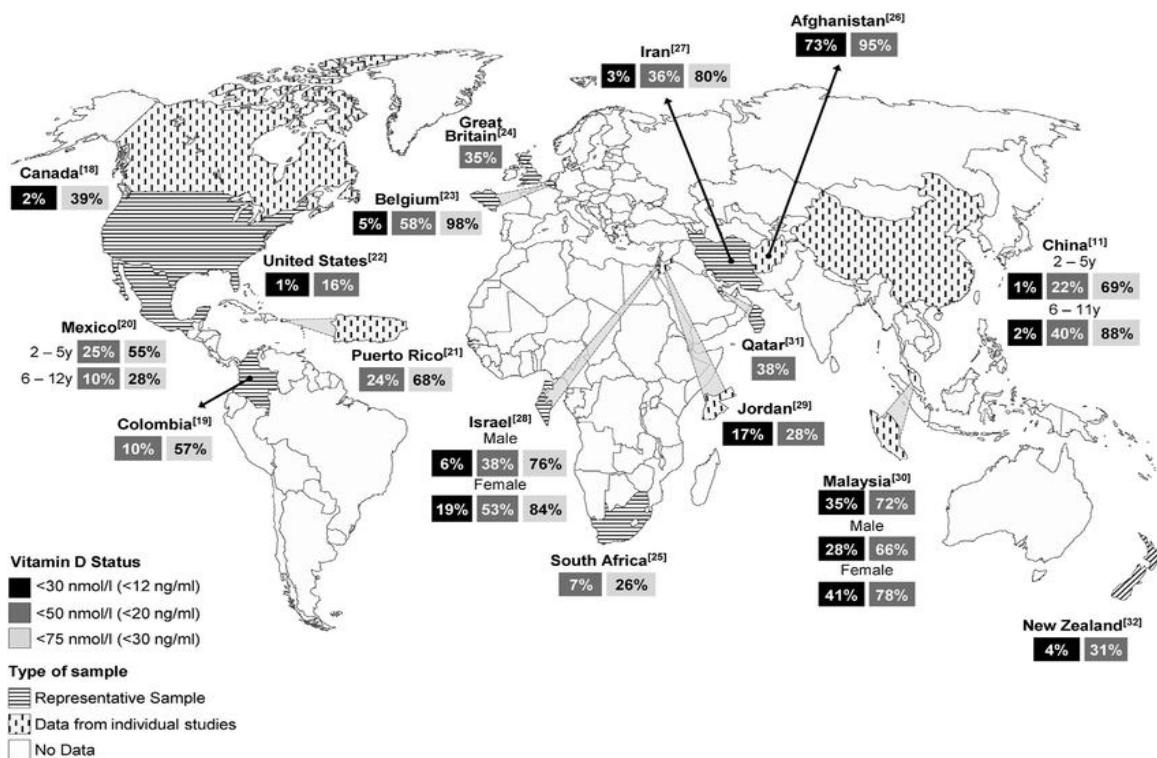 Afghanistan[26]
73% 95%
Iran[27]
3% 36% 80%
Great
Britain[24]
35%
Canada[18]
2% 39%
Belgium[23]
5% 58% 98%
United States[22]
1% 16%
China[11]
2 – 5y
1% 22% 69%
6 – 11y
2% 40% 88%
Mexico[20]
2 – 5y 25% 55%
6 – 12y 10% 28%
Puerto Rico[21]
24% 68%
Qatar[31]
38%
Colombia[19]
10% 57%
Israel[28]
Male
6% 38% 76%
Female
19% 53% 84%
Jordan[29]
17% 28%
Malaysia[30]
35% 72%
Male
28% 66%
Female
41% 78%
South Africa[25]
7% 26%
New Zealand[32]
4% 31%
Vitamin D Status
<30 nmol/l (<12 ng/ml)
<50 nmol/l (<20 ng/ml)
<75 nmol/l (<30 ng/ml)
Type of sample
Representative Sample
Data from individual studies
No Data